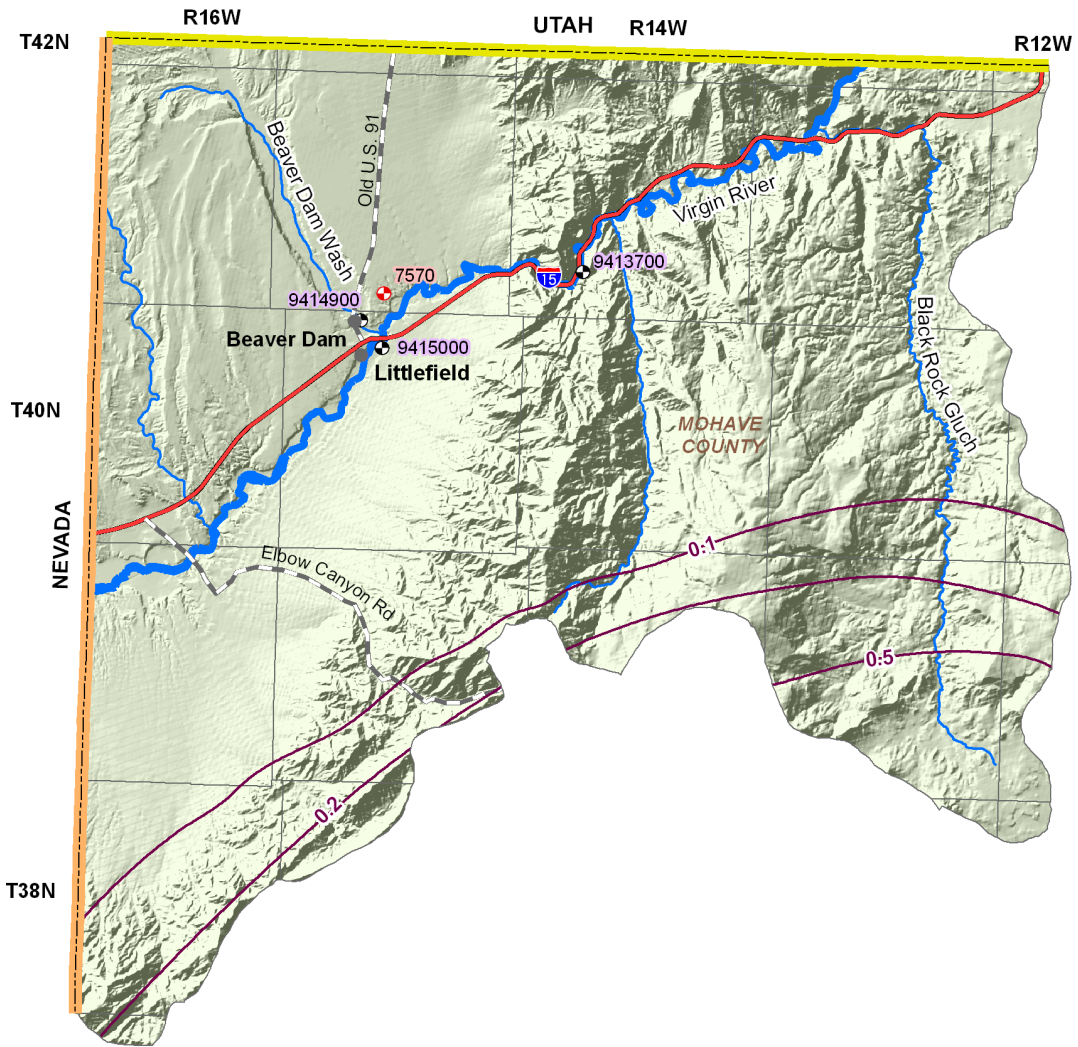 R16W
T42N
UTAH
R14W
R12W
Old U.S. 91
Beaver Dam Wash
Virgin River
7570
9413700
15
9414900
Beaver Dam
9415000
Littlefield
Black Rock Gluch
T40N
MOHAVE
COUNTY
NEVADA
0.1
Elbow Canyon Rd
0.5
0.2
T38N